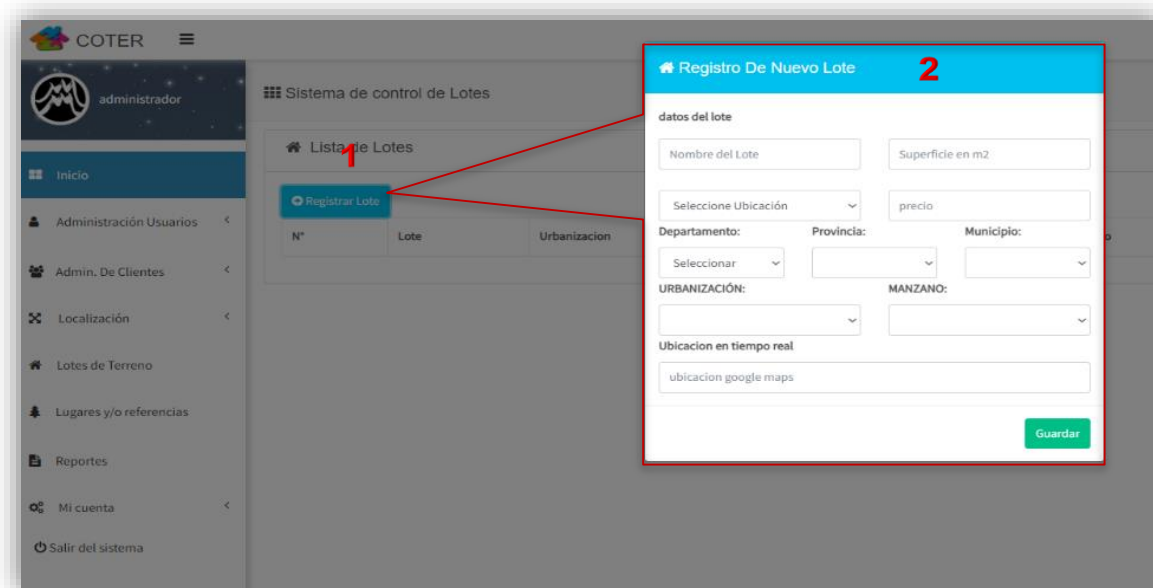 COTER
administrador
Inicio
Administración Usuarios
Admin. De Clientes
Localización
Lotes de Terreno
Lugares y/o referencias
Reportes
Mi cuenta
Salir del sistema
Sistema de control de Lotes
Lista de Lotes
1
Registrar Lote
N° Lote Urbanizacion
Registro De Nuevo Lote 2
datos del lote
Nombre del Lote Superficie en m2
Seleccione Ubicación precio
Departamento: Provincia: Municipio:
Seleccionar
URBANIZACIÓN: MANZANO:
Ubicacion en tiempo real
ubicacion google maps
Guardar